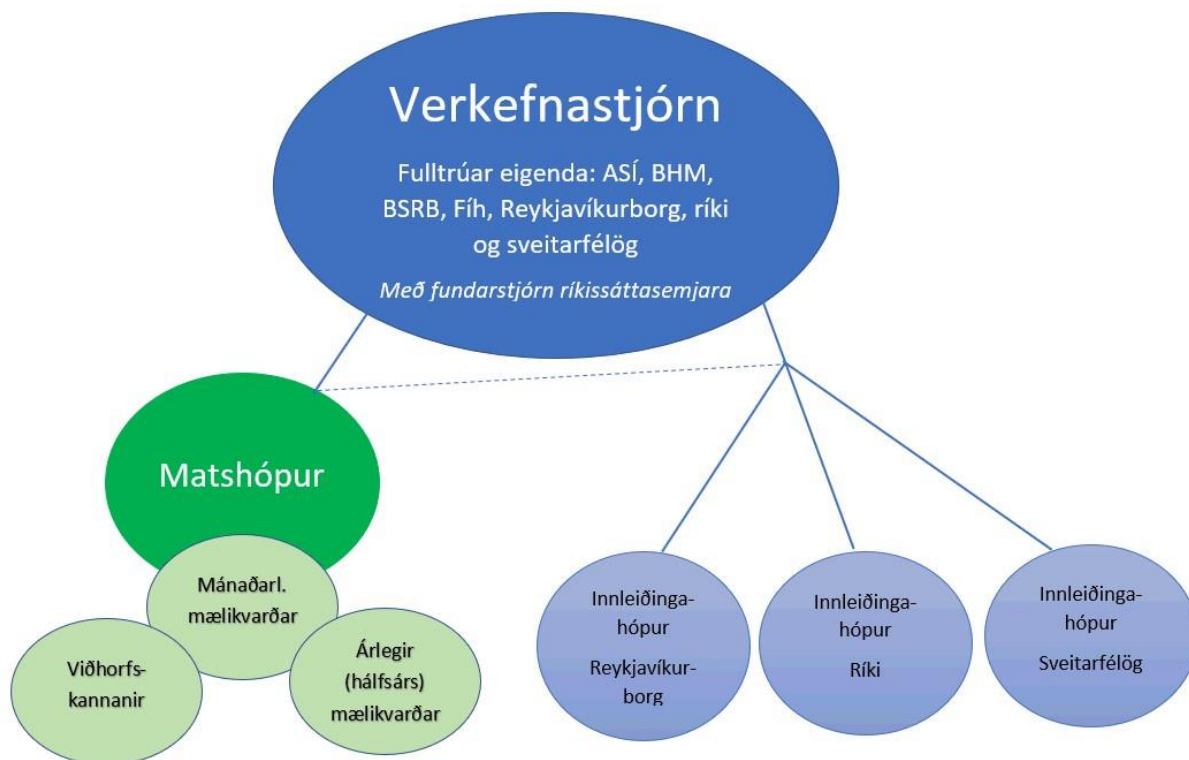 Verkefnastjórn
Fulltrúar eigenda: ASÍ, BHM,
BSRB, Fíh, Reykjavíkurborg, ríki
og sveitarfélög
Með fundarstjórn ríkissáttasemjara
Matshópur
Mánaðarl.
mælikvarðar
Viðhorfs-
kannanir
Árlegir
(hálfsárs)
mælikvarðar
Innleiðinga-
hópur
Reykjavíkur-
borg
Innleiðinga-
hópur
Ríki
Innleiðinga-
hópur
Sveitarfélög